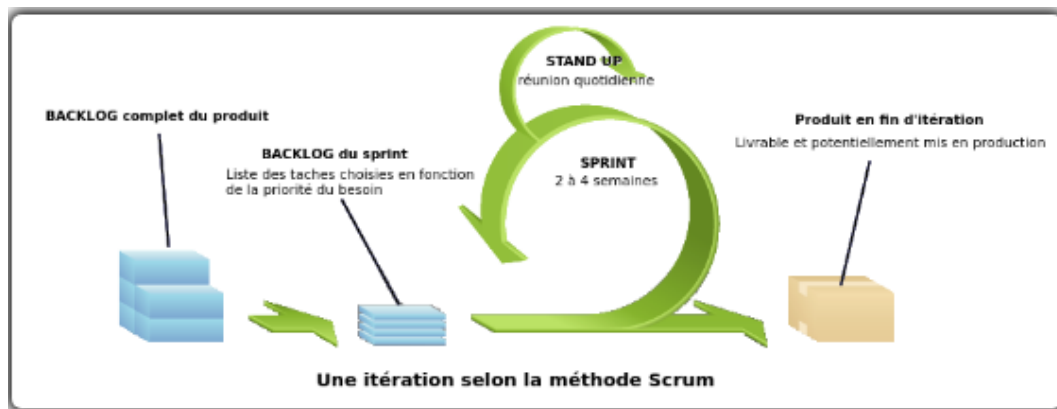 STAND UP
réunion quotidienne
BACKLOG complet du produit
Produit en fin d'itération
Livrable et potentiellement mis en production
BACKLOG du sprint
Liste des taches choisies en fonction
de la priorité du besoin
SPRINT
2 à 4 semaines
Une itération selon la méthode Scrum